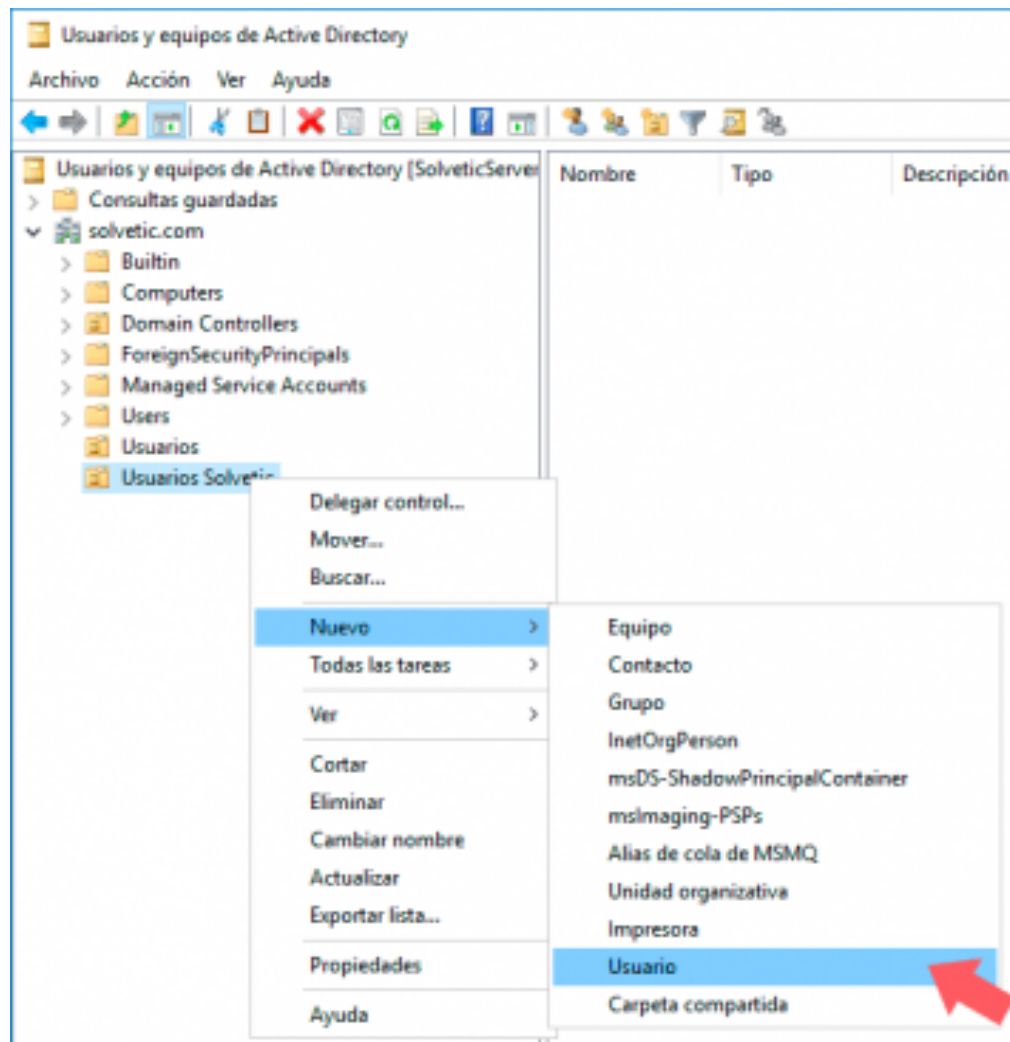 Usuarios y equipos de Active Directory
Archivo Acción Ver Ayuda
Usuarios y equipos de Active Directory [SolveticServer
Nombre Tipo Descripción
Consultas guardadas
solvetic.com
Builtin
Computers
Domain Controllers
ForeignSecurityPrincipals
Managed Service Accounts
Users
Usuarios
Usuarios Solvetic
Delegar control...
Mover...
Buscar...
Nuevo
Todas las tareas
Ver
Cortar
Eliminar
Cambiar nombre
Actualizar
Exportar lista...
Propiedades
Ayuda
Equipo
Contacto
Grupo
InetOrgPerson
msDS-ShadowPrincipalContainer
msImaging-PSPs
Alias de cola de MSMQ
Unidad organizativa
Impresora
Usuario
Carpeta compartida